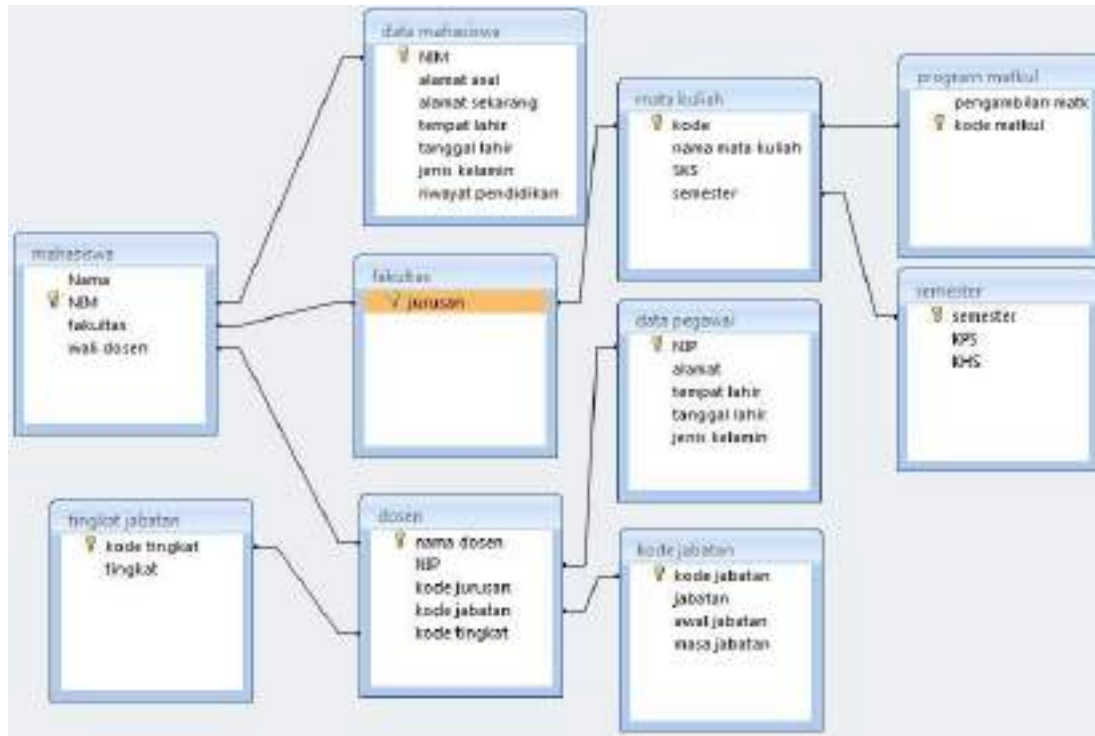 data mahasiswa
NIM
alamat asal
alamat sekarang
tempat lahir
tanggal lahir
jenis kelamin
riwayat pendidikan
mata kuliah
kode
nama mata kuliah
SKS
semester
program matkul
pengambilan matk
kode matkul
mahasiswa
Nama
NIM
fakultas
wali dosen
fakultas
jurusan
data pegawai
NIP
alamat
tempat lahir
tanggal lahir
jenis kelamin
semester
semester
KPS
KHS
tingkat jabatan
kode tingkat
tingkat
dosen
nama dosen
NIP
kode jurusan
kode jabatan
kode tingkat
kode jabatan
kode jabatan
jabatan
awal jabatan
masa jabatan